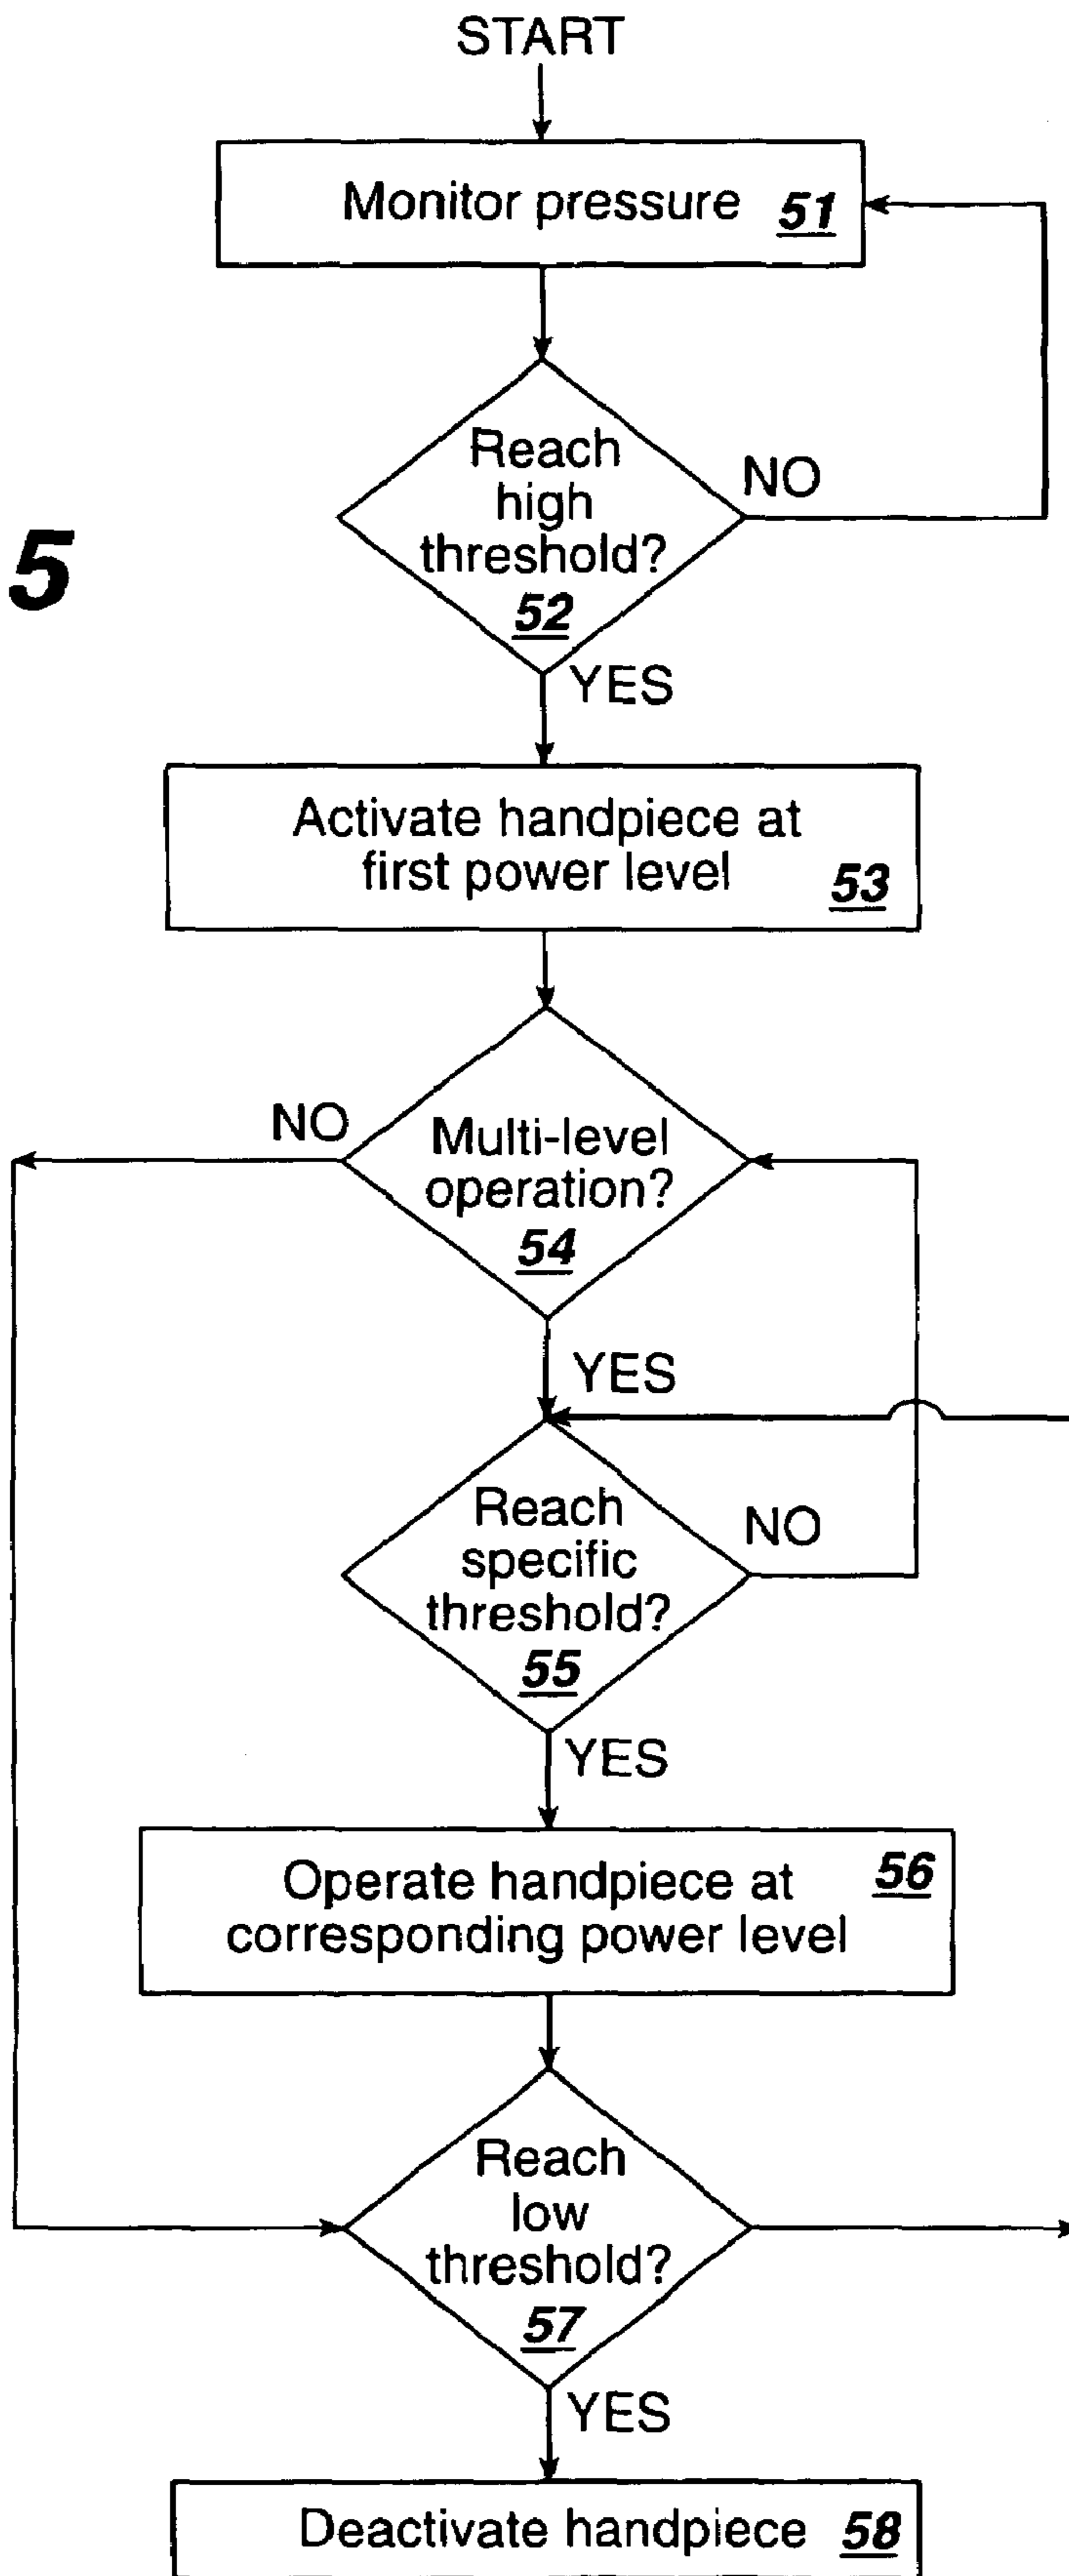 START
Monitor pressure 51
Reach
high
threshold?
52
NO
5
YES
Activate handpiece at
first power level 53
NO
Multi-level
operation?
54
YES
Reach
specific
threshold?
55
NO
YES
Operate handpiece at 56
corresponding power level
Reach
low
threshold?
57
YES
Deactivate handpiece 58